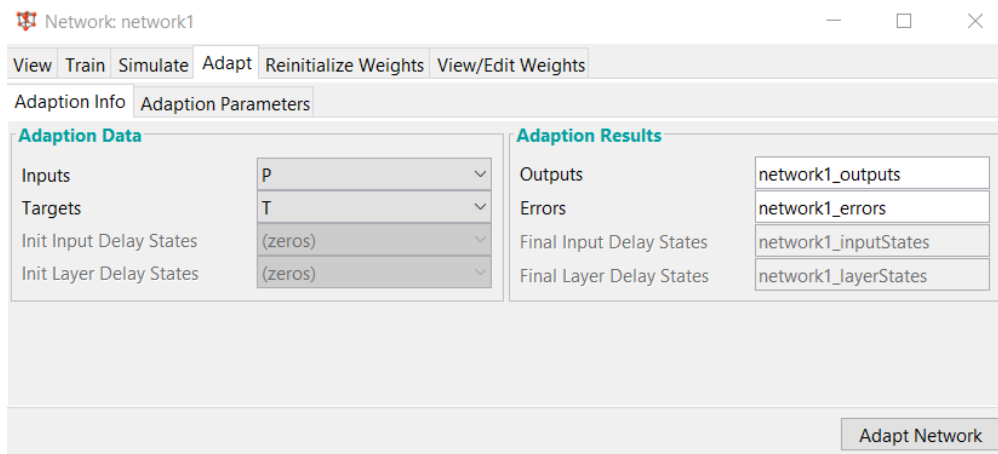 Network: network1
View Train Simulate Adapt Reinitialize Weights View/Edit Weights
Adaption Info Adaption Parameters
Adaption Data
Inputs P
Targets T
Init Input Delay States (zeros)
Init Layer Delay States (zeros)
Adaption Results
Outputs network1_outputs
Errors network1_errors
Final Input Delay States network1_inputStates
Final Layer Delay States network1_layerStates
Adapt Network